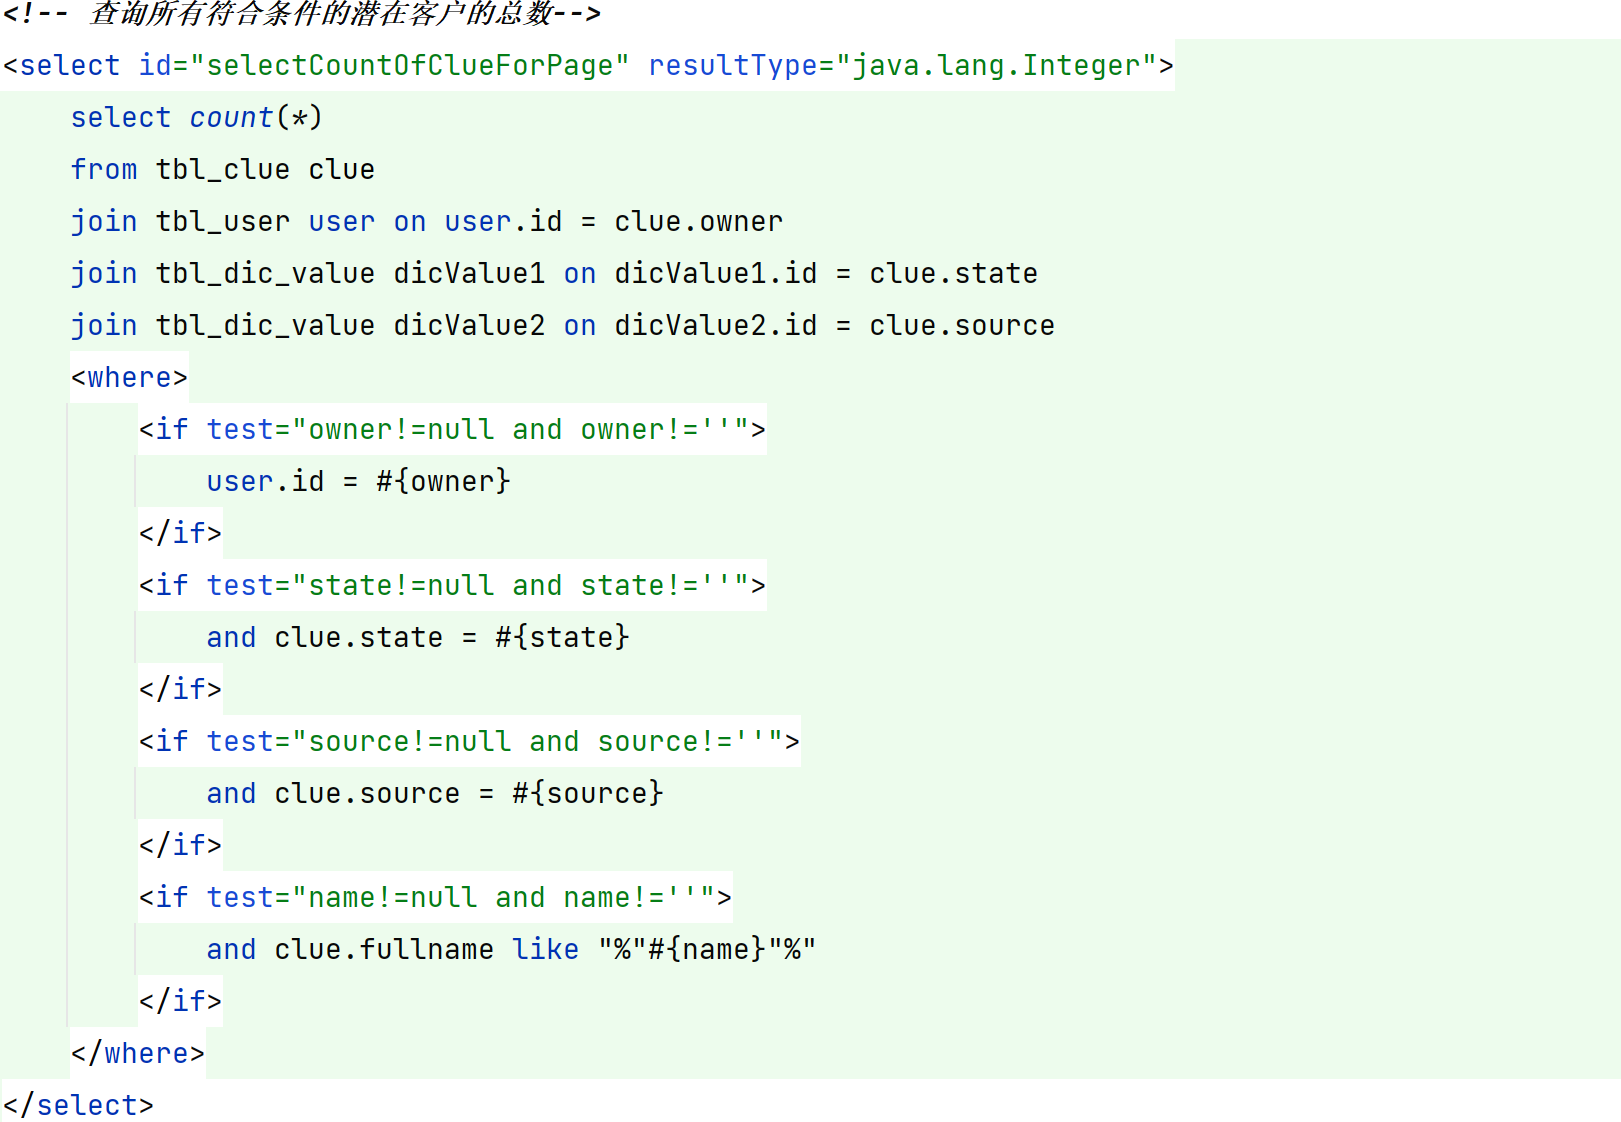 <!-- 查询所有符合条件的潜在客户的总数-->
<select id="selectCountOfClueForPage" resultType="java.lang.Integer">
    select count(*)
    from tbl_clue clue
    join tbl_user user on user.id = clue.owner
    join tbl_dic_value dicValue1 on dicValue1.id = clue.state
    join tbl_dic_value dicValue2 on dicValue2.id = clue.source
    <where>
        <if test="owner!=null and owner!=''">
            user.id = #{owner}
        </if>
        <if test="state!=null and state!=''">
            and clue.state = #{state}
        </if>
        <if test="source!=null and source!=''">
            and clue.source = #{source}
        </if>
        <if test="name!=null and name!=''">
            and clue.fullname like "%"#{name}"%"
        </if>
    </where>
</select>